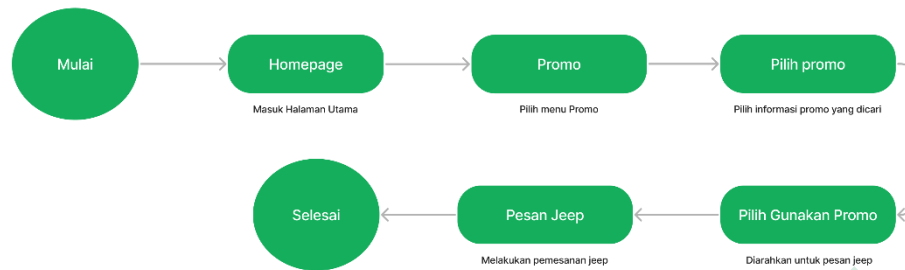 Mulai
Homepage
Masuk Halaman Utama
Promo
Pilih menu Promo
Pilih promo
Pilih informasi promo yang dicari
Pilih Gunakan Promo
Diarahkan untuk pesan jeep
Pesan Jeep
Melakukan pemesanan jeep
Selesai